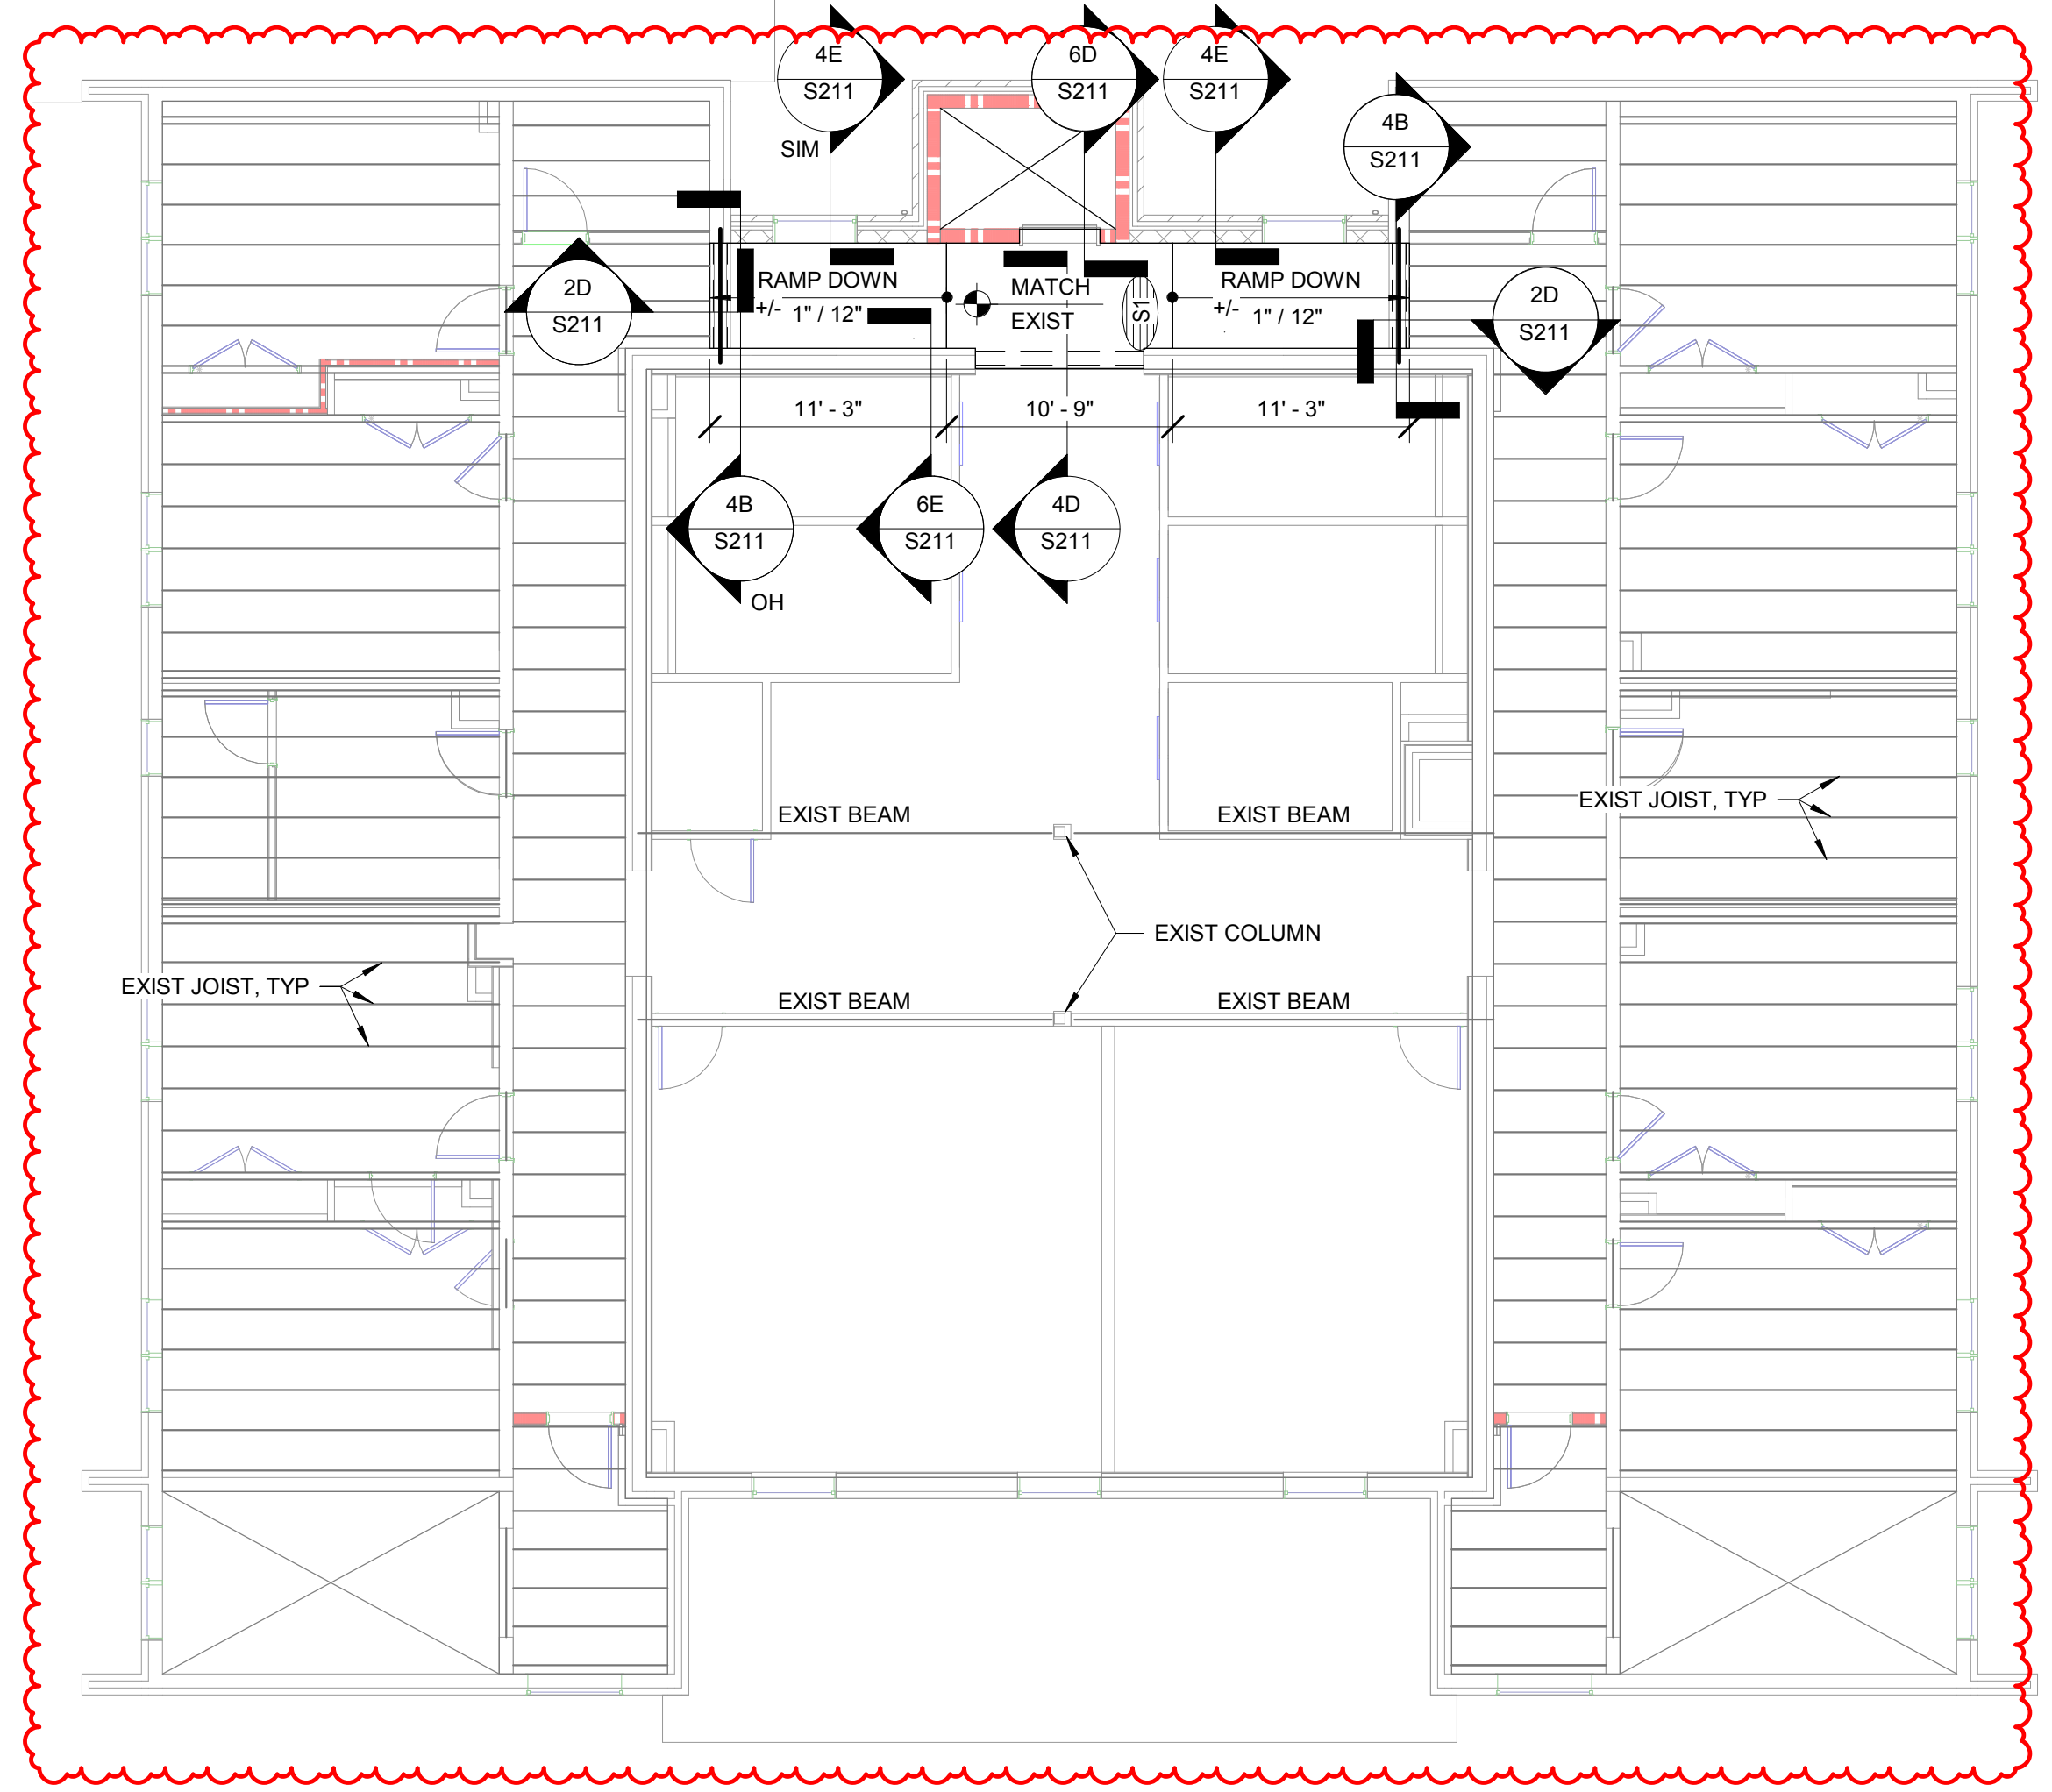 4E
S211
SIM
6D
S211
4E
S211
4B
S211
2D
S211
RAMP DOWN
+/- 1" / 12"
MATCH
EXIST
S1
RAMP DOWN
+/- 1" / 12"
2D
S211
11' - 3"
10' - 9"
11' - 3"
4B
S211
OH
6E
S211
4D
S211
EXIST BEAM
EXIST BEAM
EXIST JOIST, TYP
EXIST COLUMN
EXIST JOIST, TYP
EXIST BEAM
EXIST BEAM